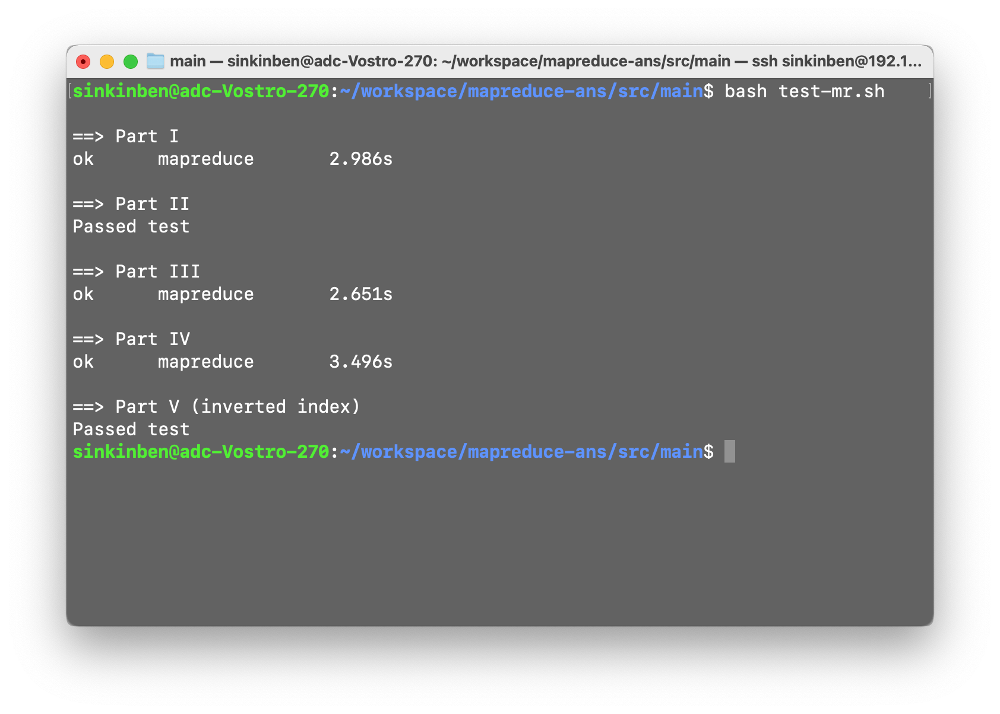 main — sinkinben@adc-Vostro-270: ~/workspace/mapreduce-ans/src/main — ssh sinkinben@192.1...
[sinkinben@adc-Vostro-270:~/workspace/mapreduce-ans/src/main$ bash test-mr.sh ]
==> Part I
ok mapreduce 2.986s
==> Part II
Passed test
==> Part III
ok mapreduce 2.651s
==> Part IV
ok mapreduce 3.496s
==> Part V (inverted index)
Passed test
sinkinben@adc-Vostro-270:~/workspace/mapreduce-ans/src/main$